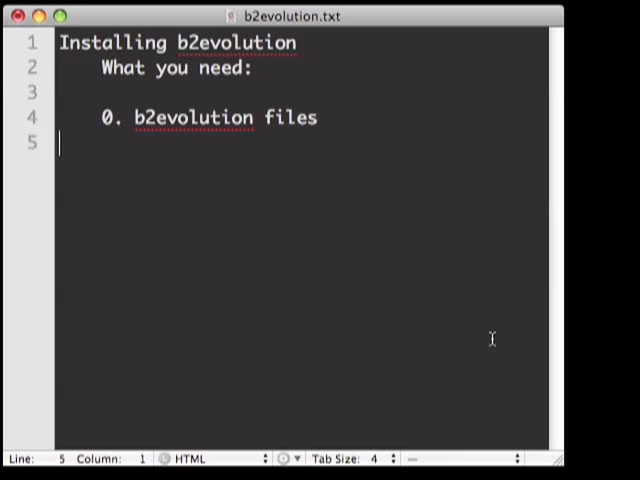 b2evolution.txt
1 Installing b2evolution
2 What you need:
3
4 0. b2evolution files
5
Line: 5 Column: 1 L HTML Tab Size: 4 —